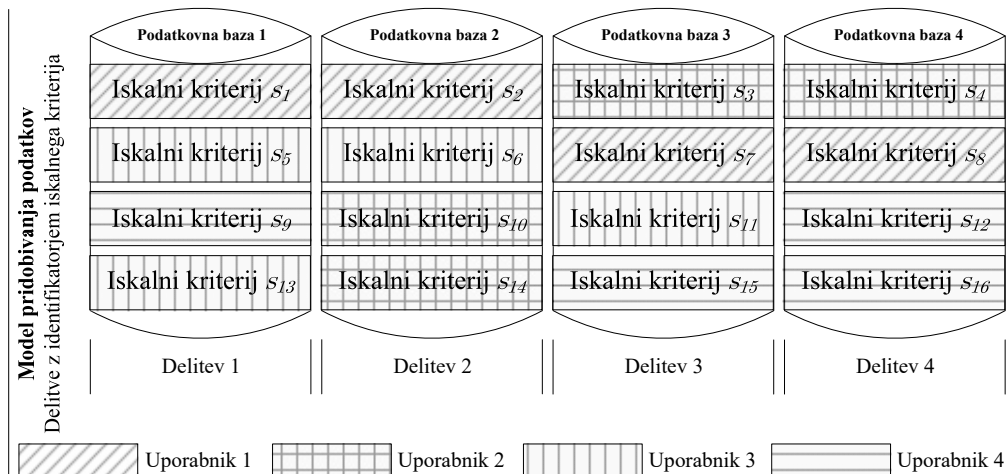 Model pridobivanja podatkov
Delitve z identifikatorjem iskalnega kriterija
Podatkovna baza 1
Podatkovna baza 2
Podatkovna baza 3
Podatkovna baza 4
Iskalni kriterij s1
Iskalni kriterij s2
Iskalni kriterij s3
Iskalni kriterij s4
Iskalni kriterij s5
Iskalni kriterij s6
Iskalni kriterij s7
Iskalni kriterij s8
Iskalni kriterij s9
Iskalni kriterij s10
Iskalni kriterij s11
Iskalni kriterij s12
Iskalni kriterij s13
Iskalni kriterij s14
Iskalni kriterij s15
Iskalni kriterij s16
Delitev 1
Delitev 2
Delitev 3
Delitev 4
Uporabnik 1
Uporabnik 2
Uporabnik 3
Uporabnik 4